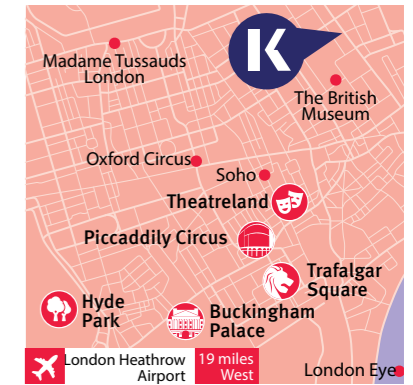 K
Madame Tussauds
London
The British
Museum
Oxford Circus
Soho
Theatreland
Piccadilly Circus
Trafalgar
Square
Hyde
Park
Buckingham
Palace
London Heathrow
Airport
19 miles
West
London Eye